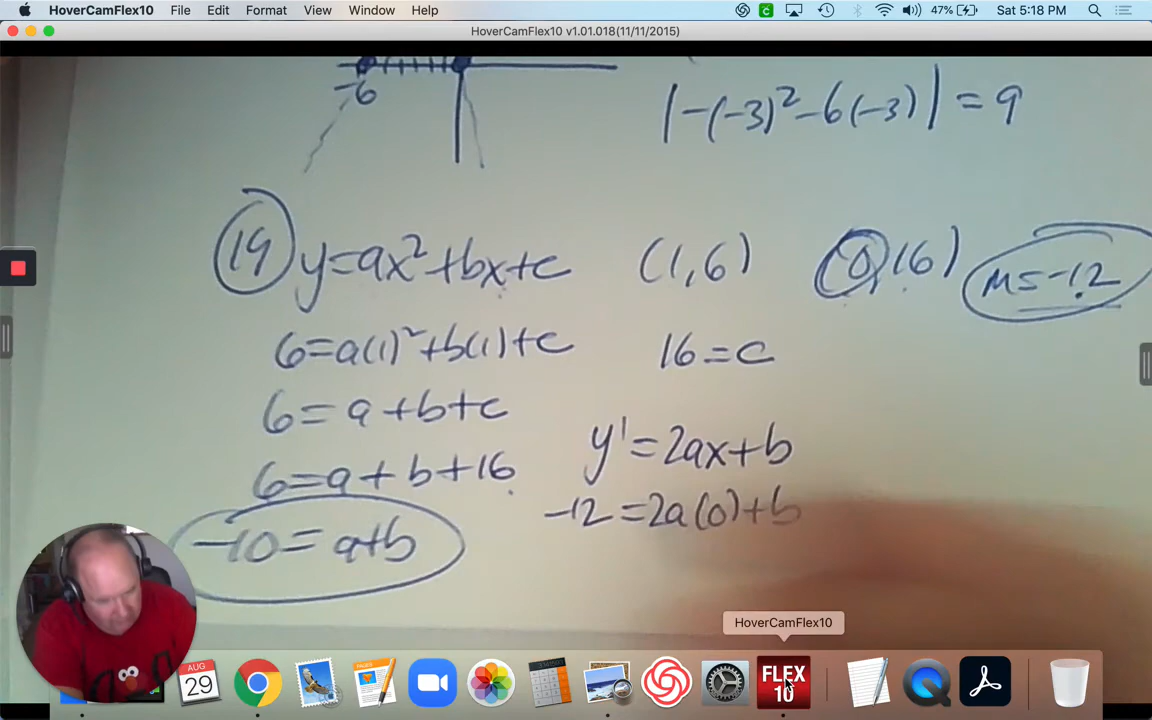 HoverCamFlex10 File Edit Format View Window Help 47% Sat 5:18 PM
HoverCamFlex10 v1.01.018(11/11/2015)
-6
|-(-3)²-6(-3)| = 9
19 y=ax²+bx+c (1,6) (0,16) m=-12
6=a(1)²+b(1)+c 16=c
6=a+b+c
y'=2ax+b
6=a+b+16
-12=2a(0)+b
-10=a+b
HoverCamFlex10
AUG
29
FLEX
10